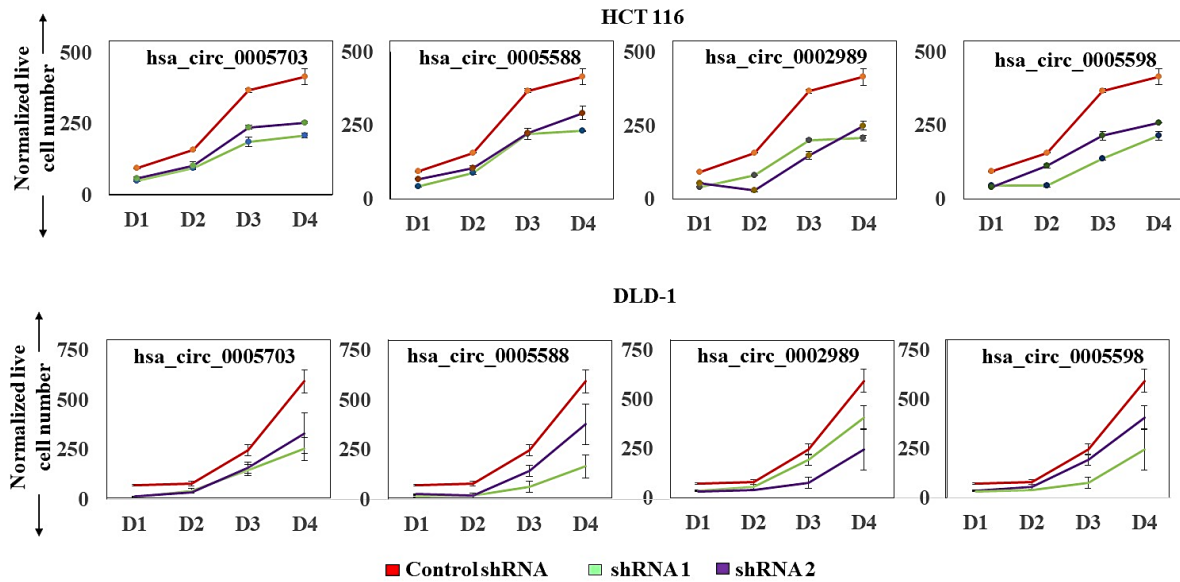 HCT 116
Normalized live
cell number
500
250
0
hsa_circ_0005703
D1 D2 D3 D4
500
250
0
hsa_circ_0005588
D1 D2 D3 D4
500
250
0
hsa_circ_0002989
D1 D2 D3 D4
500
250
0
hsa_circ_0005598
D1 D2 D3 D4
DLD-1
Normalized live
cell number
750
500
250
0
hsa_circ_0005703
D1 D2 D3 D4
750
500
250
0
hsa_circ_0005588
D1 D2 D3 D4
750
500
250
0
hsa_circ_0002989
D1 D2 D3 D4
750
500
250
0
hsa_circ_0005598
D1 D2 D3 D4
Control shRNA shRNA 1 shRNA 2